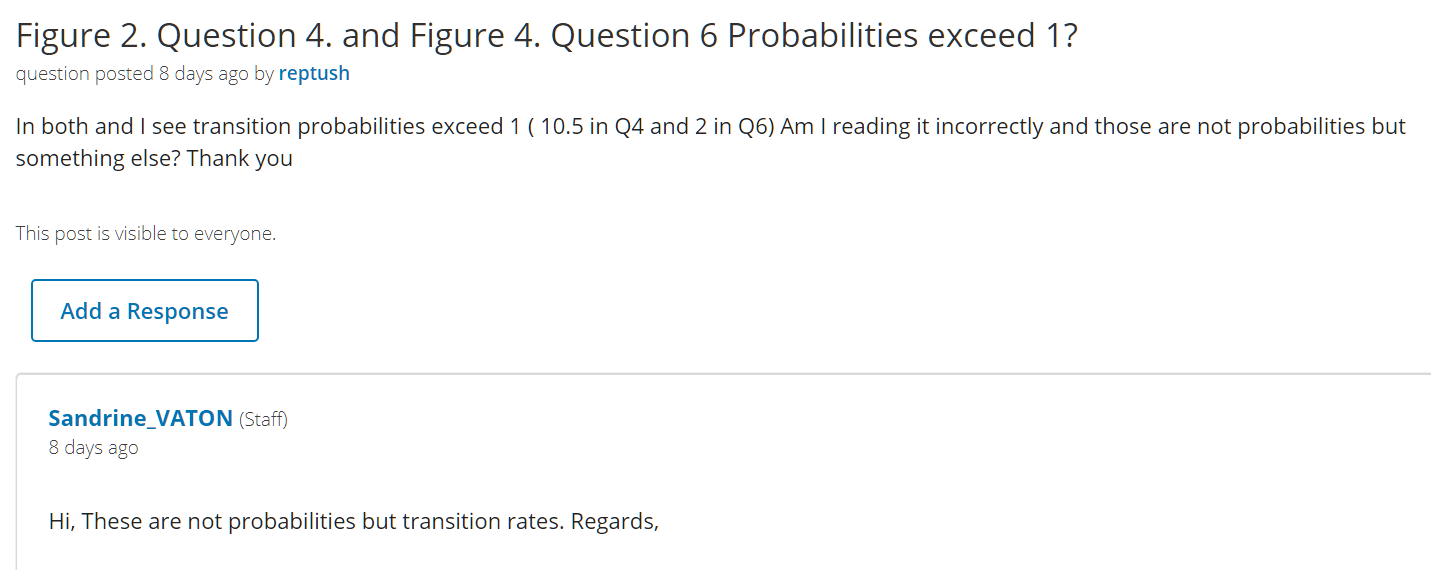 Figure 2. Question 4. and Figure 4. Question 6 Probabilities exceed 1?
question posted 8 days ago by reptush
In both and I see transition probabilities exceed 1 ( 10.5 in Q4 and 2 in Q6) Am I reading it incorrectly and those are not probabilities but
something else? Thank you
This post is visible to everyone.
Add a Response
Sandrine_VATON (Staff)
8 days ago
Hi, These are not probabilities but transition rates. Regards,